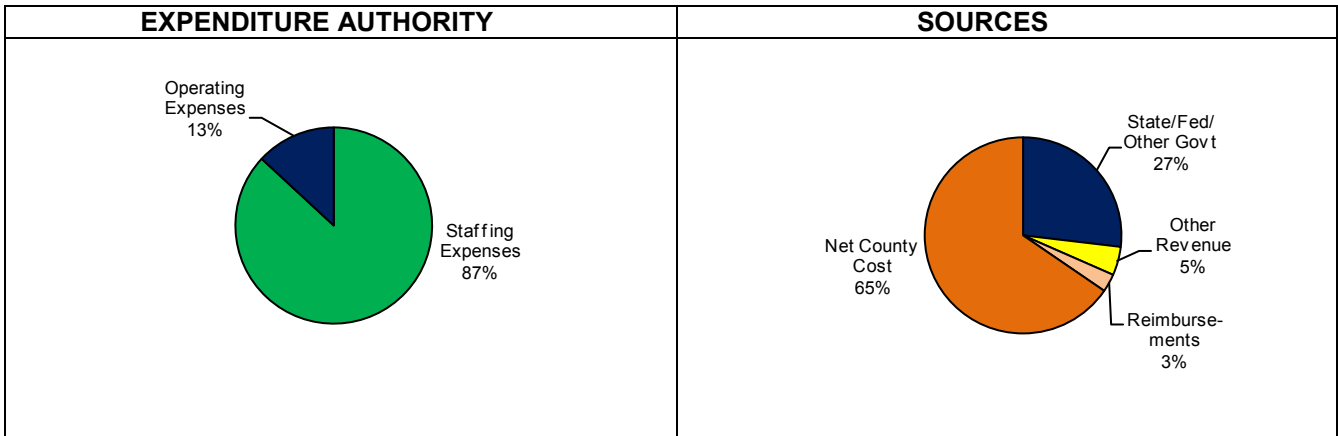 EXPENDITURE AUTHORITY
Operating
Expenses
13%
Staffing
Expenses
87%
SOURCES
State/Fed/
Other Govt
27%
Other
Revenue
5%
Reimburse-
ments
3%
Net County
Cost
65%